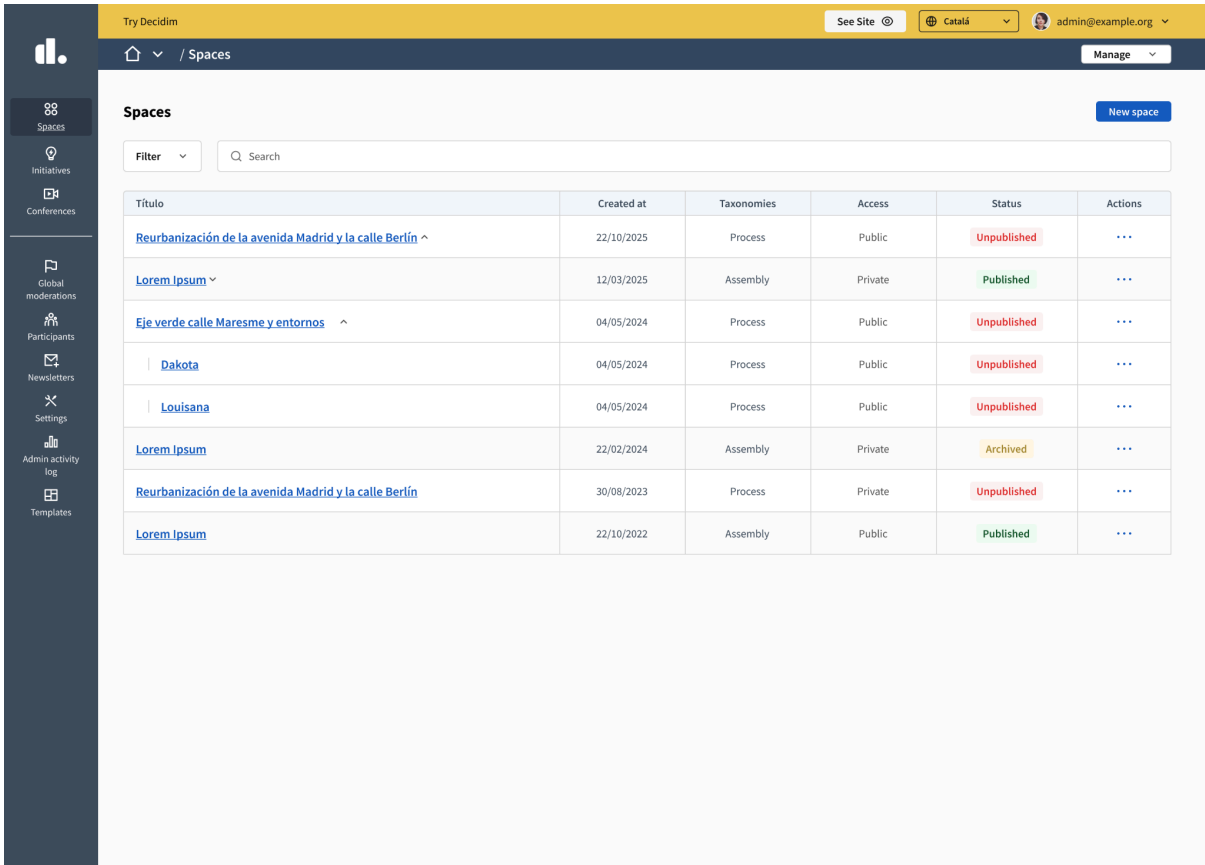 Try Decidim
See Site
Català
admin@example.org
d.
/ Spaces
Manage
Spaces
Initiatives
Conferences
Global
moderations
Participants
Newsletters
Settings
Admin activity
log
Templates
Spaces
New space
Filter
Search
Título Created at Taxonomies Access Status Actions
Reurbanización de la avenida Madrid y la calle Berlín 22/10/2025 Process Public Unpublished ...
Lorem Ipsum 12/03/2025 Assembly Private Published ...
Eje verde calle Maresme y entornos 04/05/2024 Process Public Unpublished ...
Dakota 04/05/2024 Process Public Unpublished ...
Louisana 04/05/2024 Process Public Unpublished ...
Lorem Ipsum 22/02/2024 Assembly Private Archived ...
Reurbanización de la avenida Madrid y la calle Berlín 30/08/2023 Process Private Unpublished ...
Lorem Ipsum 22/10/2022 Assembly Public Published ...